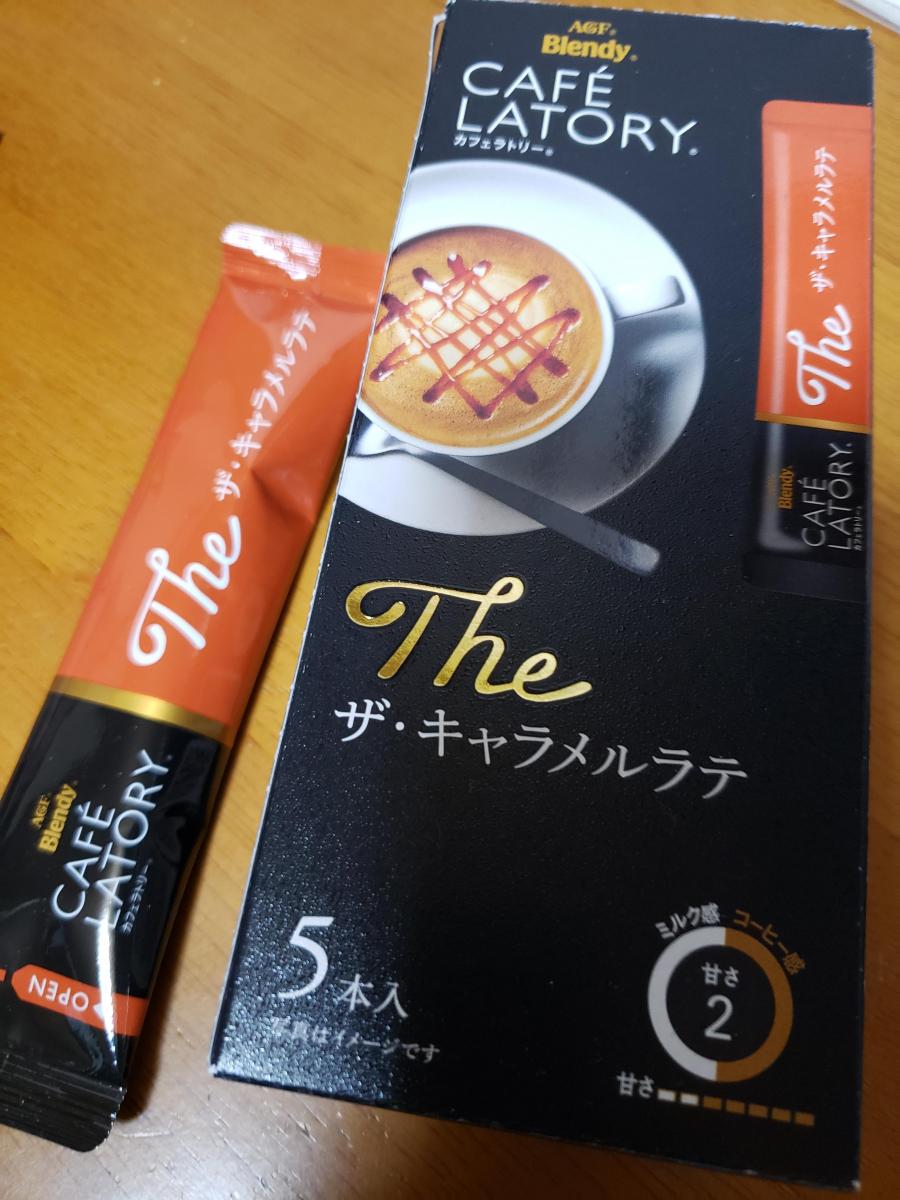 AGF®
Blendy®
CAFÉ
LATORY®
カフェラトリー®
The
ザ・キャラメルラテ
5本入
写真はイメージです
ミルク感 コーヒー感
甘さ
2
甘さ
The ザ・キャラメルラテ
Blendy
CAFÉ
LATORY
カフェラトリー
The ザ・キャラメルラテ
AGF
Blendy
CAFÉ
LATORY
カフェラトリー
OPEN